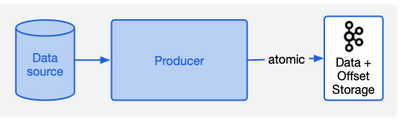 Data
source
Producer
atomic
Data +
Offset
Storage